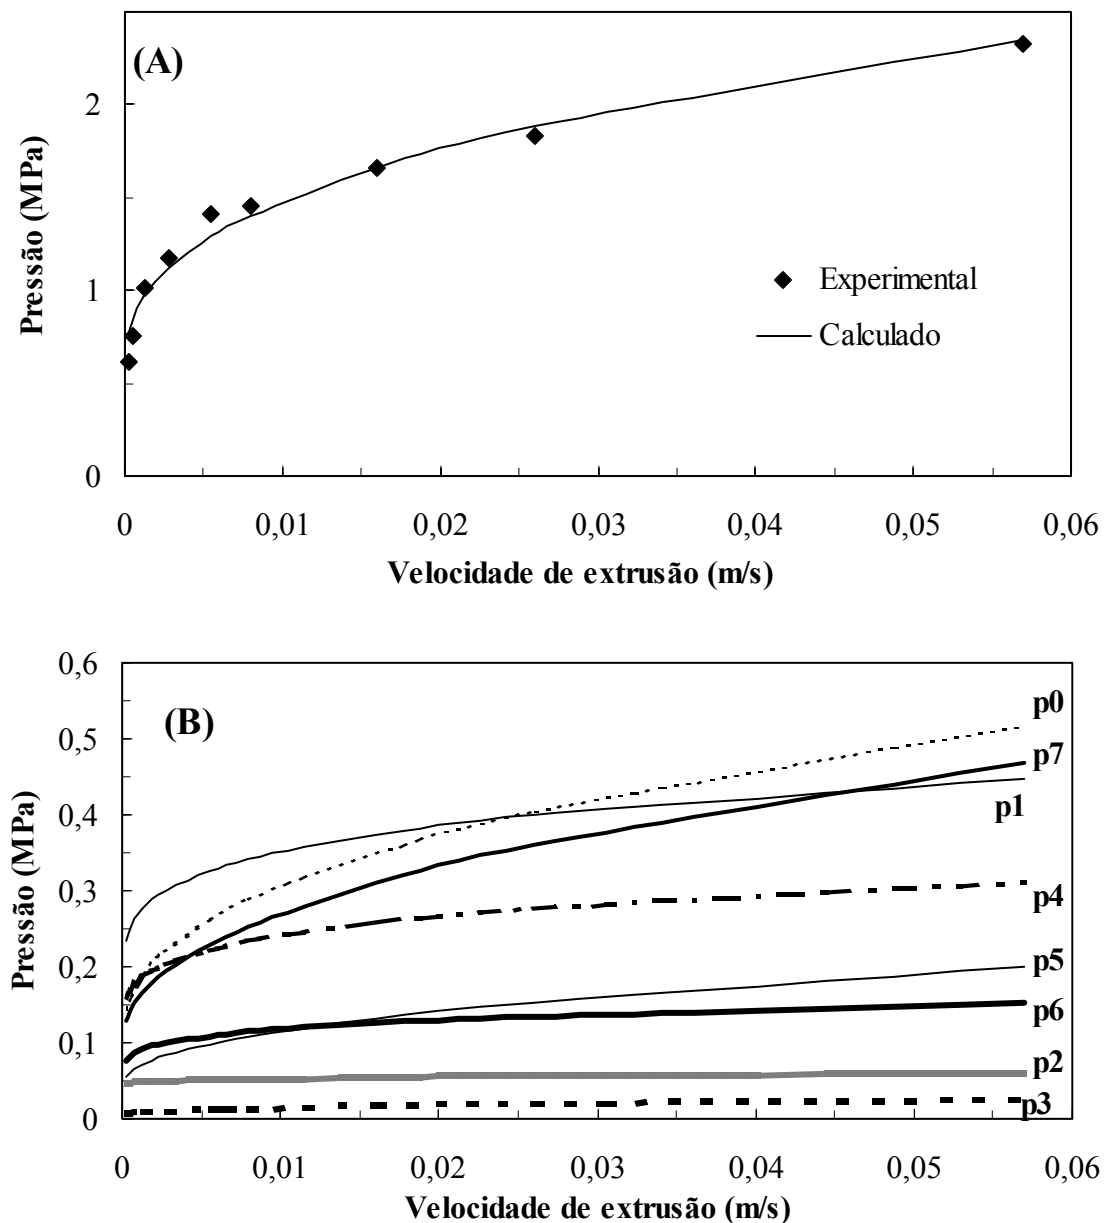 (A)
Pressão (MPa)
2
1
0
Experimental
Calculado
0
0,01
0,02
0,03
0,04
0,05
0,06
Velocidade de extrusão (m/s)
(B)
Pressão (MPa)
0,6
0,5
0,4
0,3
0,2
0,1
0
p0
p7
p1
p4
p5
p6
p2
p3
0
0,01
0,02
0,03
0,04
0,05
0,06
Velocidade de extrusão (m/s)